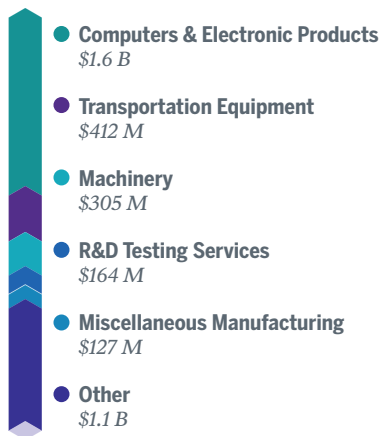 Computers & Electronic Products
$1.6 B
Transportation Equipment
$412 M
Machinery
$305 M
R&D Testing Services
$164 M
Miscellaneous Manufacturing
$127 M
Other
$1.1 B